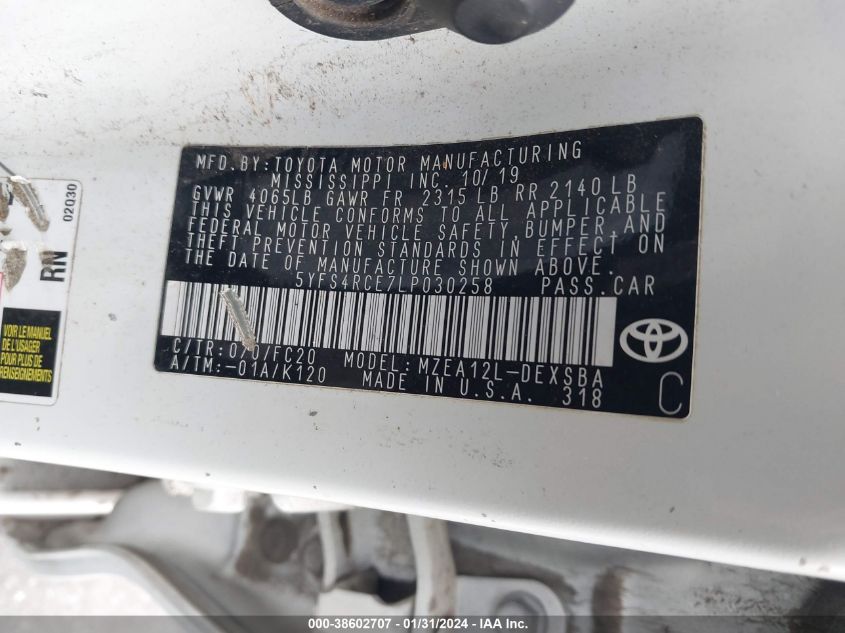 MFD. BY: TOYOTA MOTOR MANUFACTURING
MISSISSIPPI INC. 10/19
GVWR 4065LB GAWR FR 2315 LB RR 2140 LB
THIS VEHICLE CONFORMS TO ALL APPLICABLE
FEDERAL MOTOR VEHICLE SAFETY, BUMPER, AND
THEFT PREVENTION STANDARDS IN EFFECT ON
THE DATE OF MANUFACTURE SHOWN ABOVE.
5YFS4RCE7LP030258 PASS.CAR
C/TR: 070/FC20 MODEL: MZEA12L-DEXSBA
A/TM:-01A/K120 MADE IN U.S.A. 318
C
02030
RN
VOIR LE MANUEL
DE L'USAGER
POUR PLUS DE
RENSEIGNEMENTS
000-38602707 - 01/31/2024 - IAA Inc.